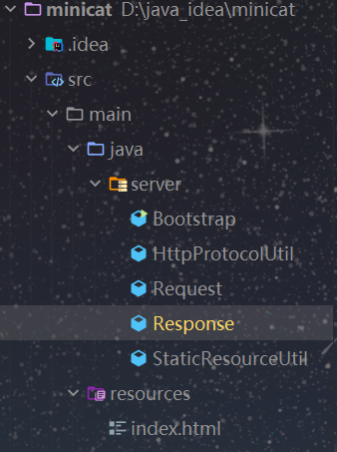 minicat D:\java_idea\minicat
.idea
src
main
java
server
Bootstrap
HttpProtocolUtil
Request
Response
StaticResourceUtil
resources
index.html